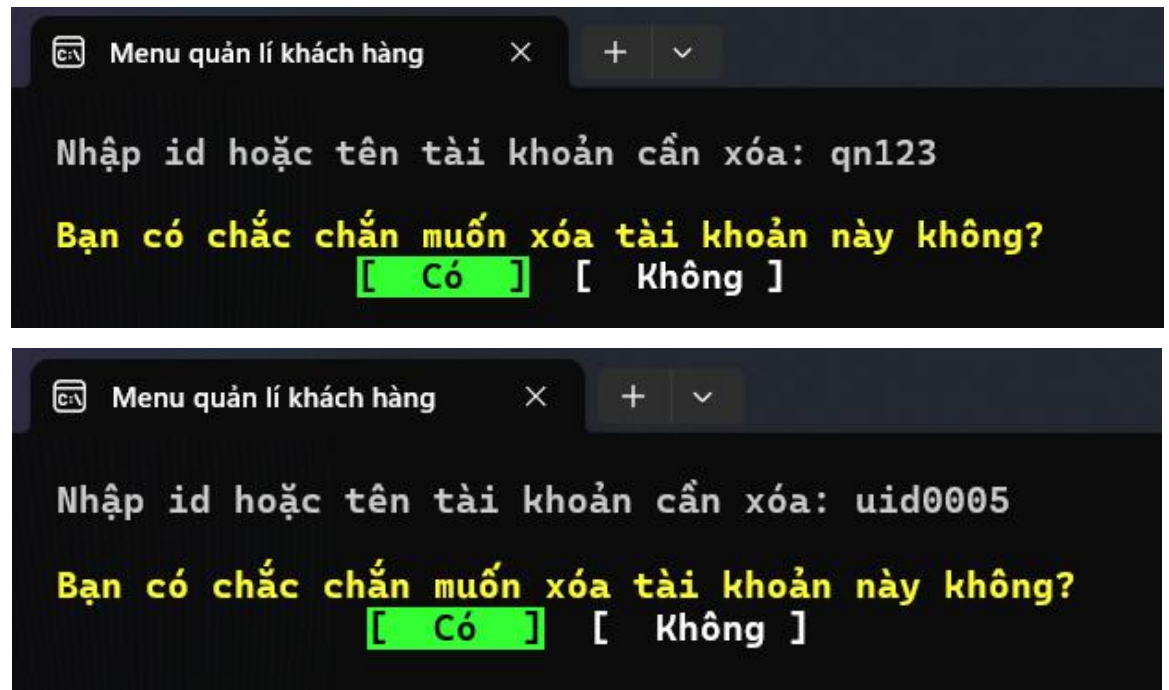 Menu quản lí khách hàng
Nhập id hoặc tên tài khoản cần xóa: qn123
Bạn có chắc chắn muốn xóa tài khoản này không?
[ Có ] [ Không ]
Menu quản lí khách hàng
Nhập id hoặc tên tài khoản cần xóa: uid0005
Bạn có chắc chắn muốn xóa tài khoản này không?
[ Có ] [ Không ]